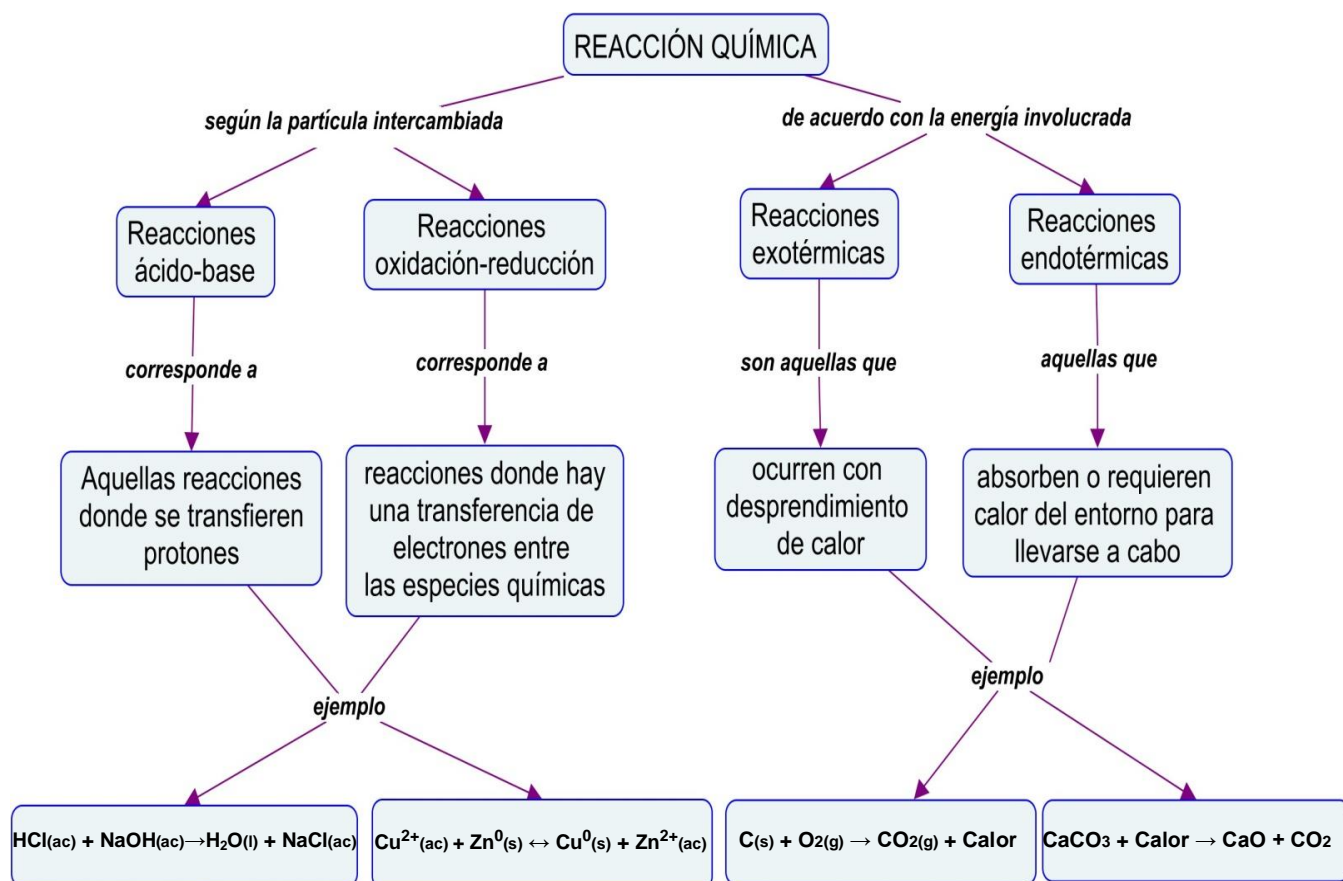 REACCIÓN QUÍMICA
según la partícula intercambiada
de acuerdo con la energía involucrada
Reacciones
ácido-base
Reacciones
oxidación-reducción
Reacciones
exotérmicas
Reacciones
endotérmicas
corresponde a
corresponde a
son aquellas que
aquellas que
Aquellas reacciones
donde se transfieren
protones
reacciones donde hay
una transferencia de
electrones entre
las especies químicas
ocurren con
desprendimiento
de calor
absorben o requieren
calor del entorno para
llevarse a cabo
ejemplo
ejemplo
HCl(ac) + NaOH(ac)→H₂O(l) + NaCl(ac)
Cu²⁺(ac) + Zn⁰(s) ↔ Cu⁰(s) + Zn²⁺(ac)
C(s) + O₂(g) → CO₂(g) + Calor
CaCO₃ + Calor → CaO + CO₂